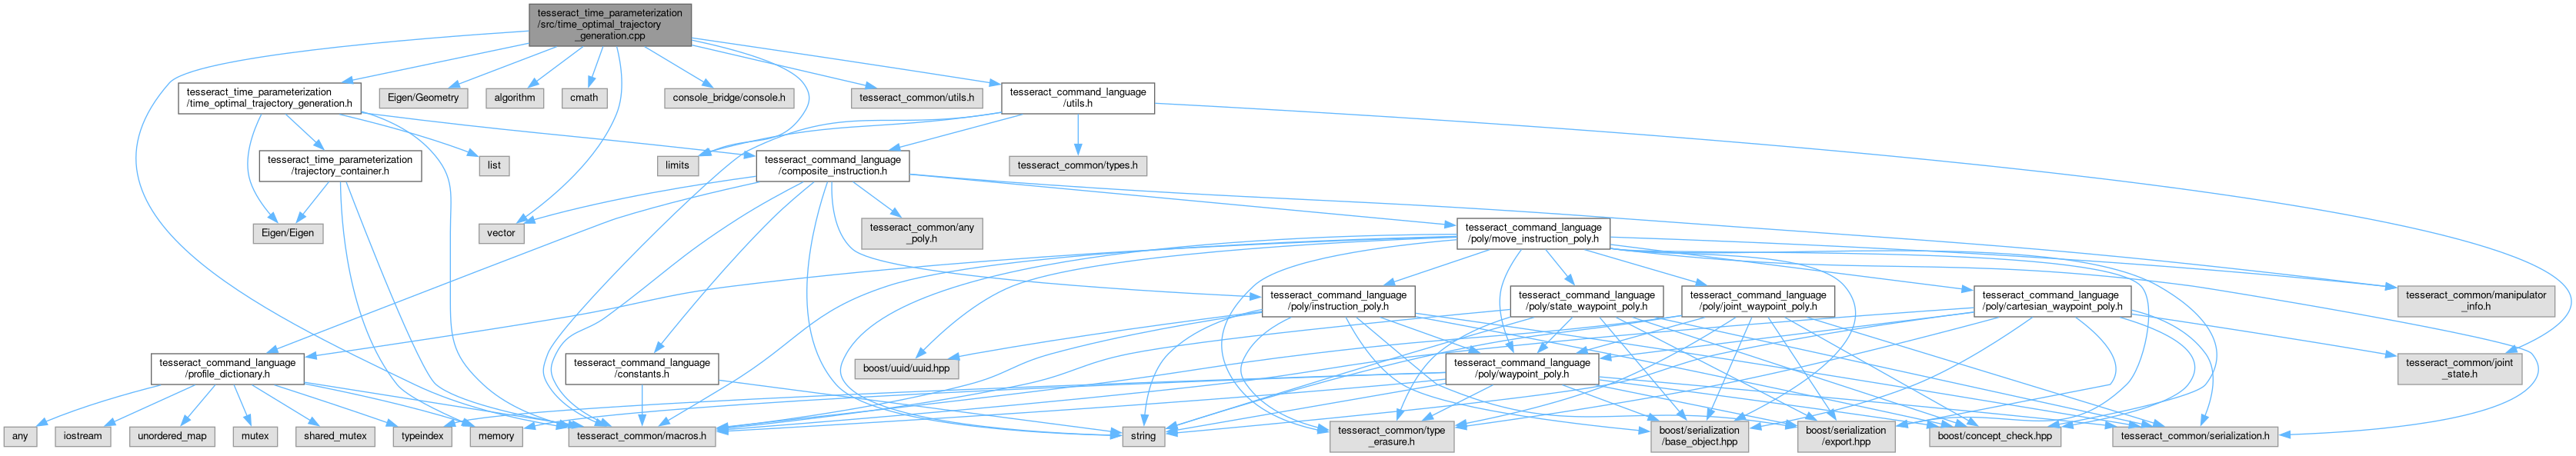 tesseract_time_parameterization
/src/time_optimal_trajectory
_generation.cpp
tesseract_time_parameterization
/time_optimal_trajectory_generation.h
Eigen/Geometry
algorithm
cmath
console_bridge/console.h
tesseract_common/utils.h
tesseract_command_language
/utils.h
tesseract_time_parameterization
/trajectory_container.h
list
limits
tesseract_command_language
/composite_instruction.h
tesseract_common/types.h
Eigen/Eigen
vector
tesseract_common/any
_poly.h
tesseract_command_language
/poly/move_instruction_poly.h
tesseract_command_language
/poly/instruction_poly.h
tesseract_command_language
/poly/state_waypoint_poly.h
tesseract_command_language
/poly/joint_waypoint_poly.h
tesseract_command_language
/poly/cartesian_waypoint_poly.h
tesseract_common/manipulator
_info.h
tesseract_command_language
/profile_dictionary.h
tesseract_command_language
/constants.h
boost/uuid/uuid.hpp
tesseract_command_language
/poly/waypoint_poly.h
tesseract_common/joint
_state.h
any
iostream
unordered_map
mutex
shared_mutex
typeindex
memory
tesseract_common/macros.h
string
tesseract_common/type
_erasure.h
boost/serialization
/base_object.hpp
boost/serialization
/export.hpp
boost/concept_check.hpp
tesseract_common/serialization.h